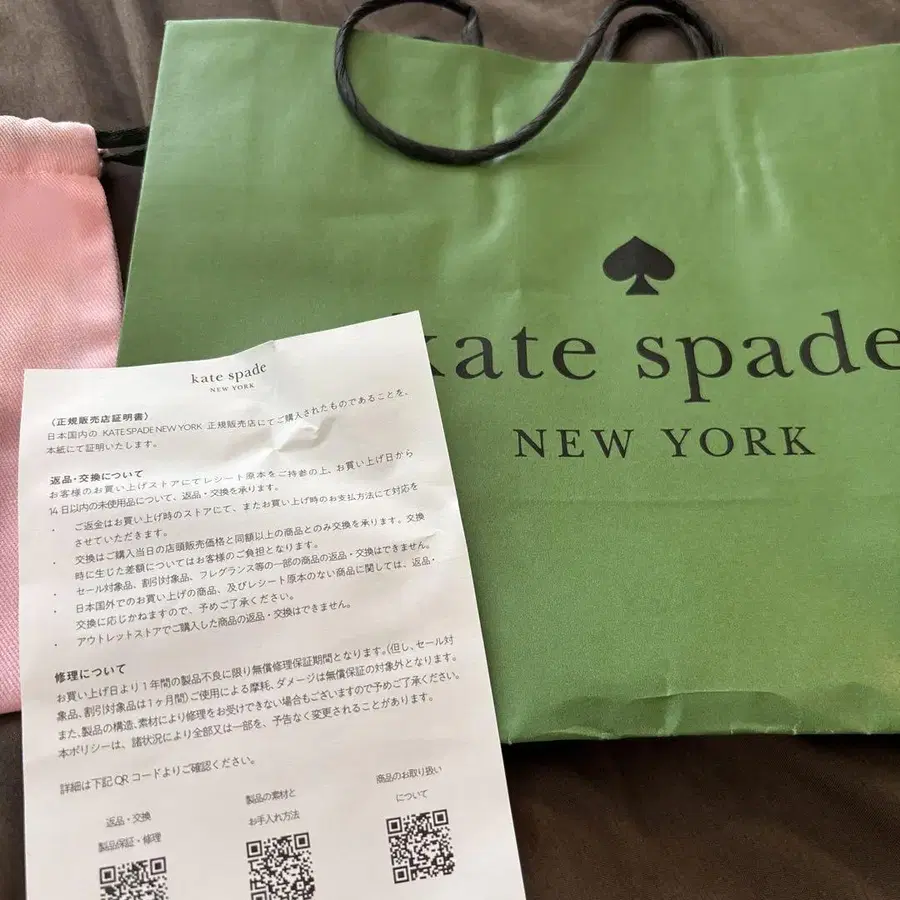 kate spade
NEW YORK
kate spade
NEW YORK
〈正規販売店証明書〉
日本国内の KATE SPADE NEW YORK 正規販売店にてご購入されたものであることを、
本紙にて証明いたします。
返品・交換について
お客様のお買い上げストアにてレシート原本をご持参の上、お買い上げ日から
14日以内の未使用品について、返品・交換を承ります。
・ ご返金はお買い上げ時のストアにて、またお買い上げ時のお支払方法にて対応を
させていただきます。
・ 交換はご購入当日の店頭販売価格と同額以上の商品とのみ交換を承ります。交換
時に生じた差額についてはお客様のご負担となります。
・ セール対象品、割引対象品、フレグランス等の一部の商品の返品・交換はできません。
・ 日本国外でのお買い上げの商品、及びレシート原本のない商品に関しては、返品・
交換に応じかねますので、予めご了承ください。
・ アウトレットストアでご購入した商品の返品・交換はできません。
修理について
お買い上げ日より1年間の製品不良に限り無償修理保証期間となります。(但し、セール対
象品、割引対象品は1ヶ月間)ご使用による摩耗、ダメージは無償保証の対象外となります。
また、製品の構造、素材により修理をお受けできない場合もございますので予めご了承ください。
本ポリシーは、諸状況により全部又は一部を、予告なく変更されることがあります。
詳細は下記QRコードよりご確認ください。
返品・交換
製品保証・修理
製品の素材と
お手入れ方法
商品のお取り扱い
について